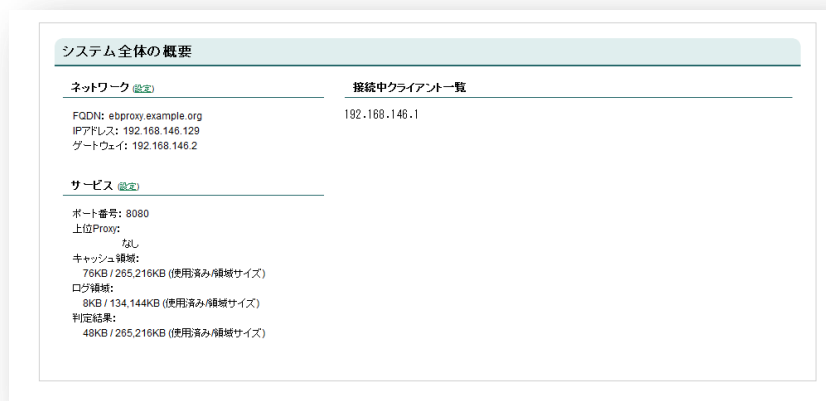 システム全体の概要
ネットワーク (設定)
FQDN: ebproxy.example.org
IPアドレス: 192.168.146.129
ゲートウェイ: 192.168.146.2
サービス (設定)
ポート番号: 8080
上位Proxy:
なし
キャッシュ領域:
76KB / 265,216KB (使用済み/領域サイズ)
ログ領域:
8KB / 134,144KB (使用済み/領域サイズ)
判定結果:
48KB / 265,216KB (使用済み/領域サイズ)
接続中クライアント一覧
192.168.146.1